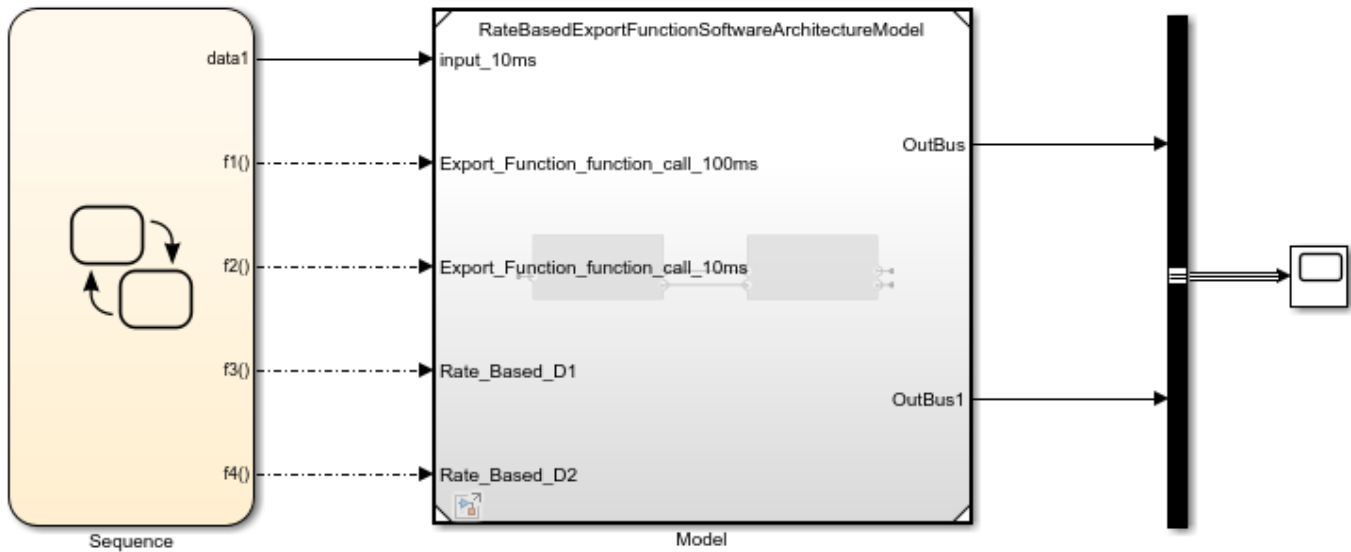 RateBasedExportFunctionSoftwareArchitectureModel
data1
input_10ms
OutBus
f1()
Export_Function_function_call_100ms
f2()
Export_Function_function_call_10ms
f3()
Rate_Based_D1
OutBus1
f4()
Rate_Based_D2
Sequence
Model